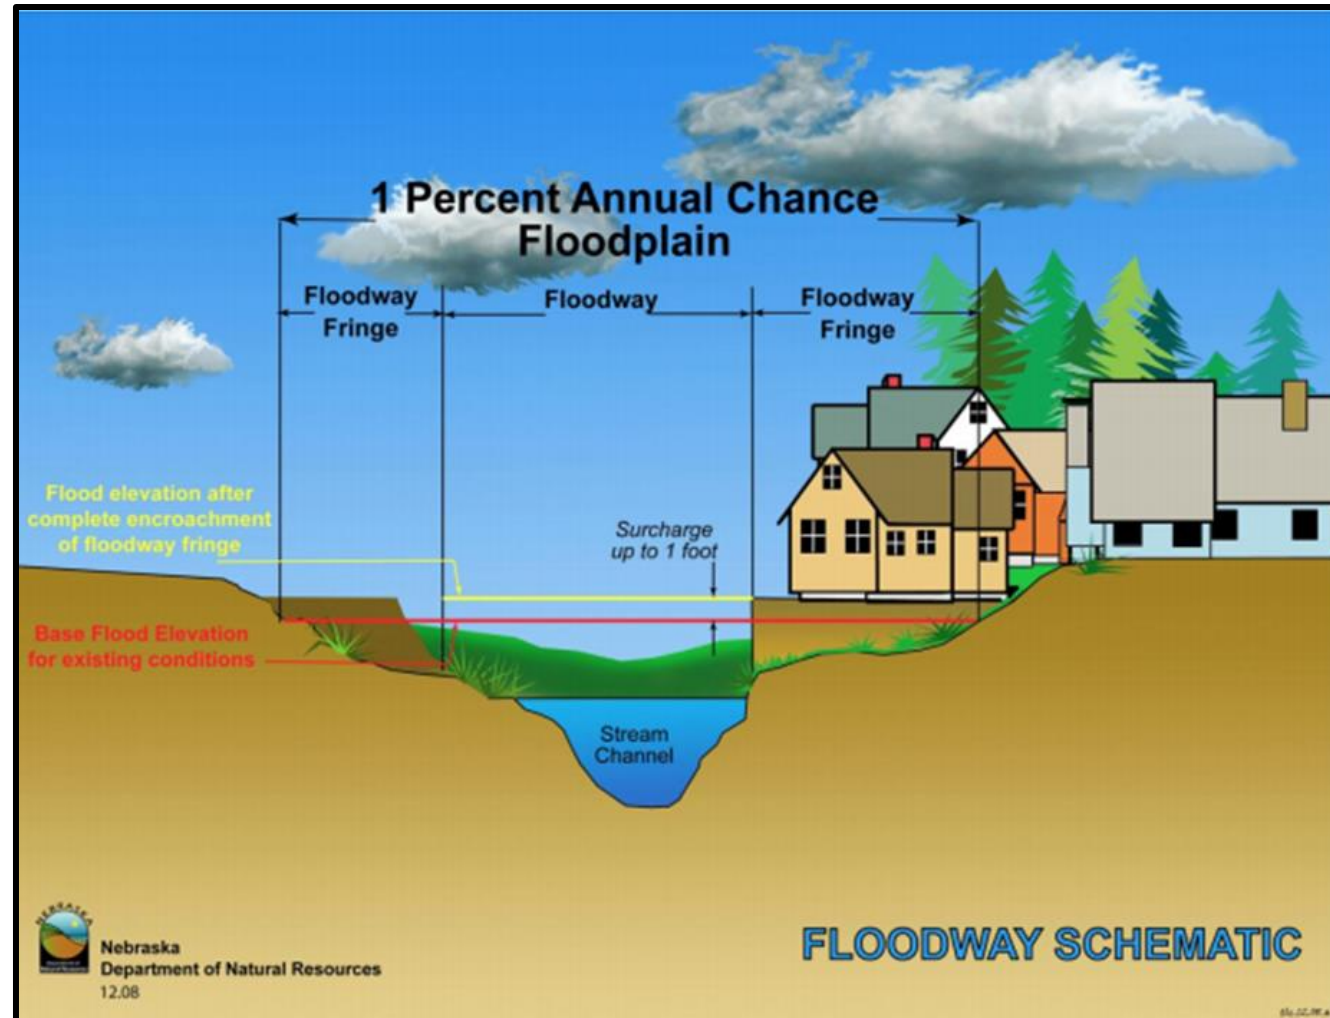 1 Percent Annual Chance
Floodplain
Floodway
Fringe
Floodway
Floodway
Fringe
Flood elevation after
complete encroachment
of floodway fringe
Surcharge
up to 1 foot
Base Flood Elevation
for existing conditions
Stream
Channel
NEBRASKA
Nebraska
Department of Natural Resources
12.08
FLOODWAY SCHEMATIC